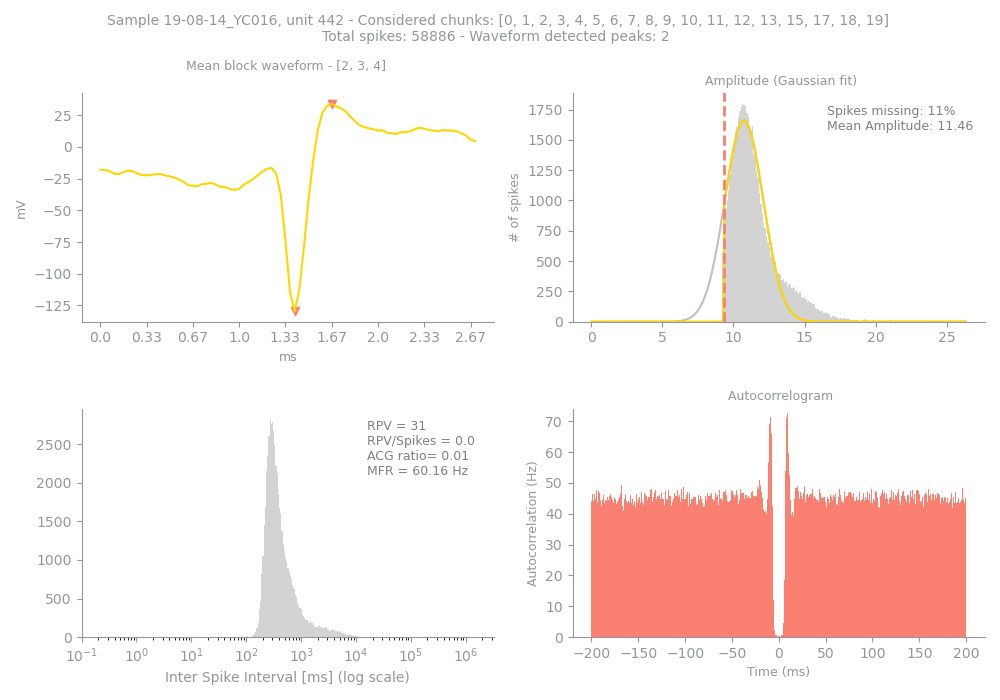 Sample 19-08-14_YC016, unit 442 - Considered chunks: [0, 1, 2, 3, 4, 5, 6, 7, 8, 9, 10, 11, 12, 13, 15, 17, 18, 19]
Total spikes: 58886 - Waveform detected peaks: 2
Mean block waveform - [2, 3, 4]
mV
25
0
−25
−50
−75
−100
−125
0.0 0.33 0.67 1.0 1.33 1.67 2.0 2.33 2.67
ms
Amplitude (Gaussian fit)
Spikes missing: 11%
Mean Amplitude: 11.46
# of spikes
1750
1500
1250
1000
750
500
250
0
0 5 10 15 20 25
RPV = 31
RPV/Spikes = 0.0
ACG ratio= 0.01
MFR = 60.16 Hz
2500
2000
1500
1000
500
0
10⁻¹ 10⁰ 10¹ 10² 10³ 10⁴ 10⁵ 10⁶
Inter Spike Interval [ms] (log scale)
Autocorrelogram
Autocorrelation (Hz)
70
60
50
40
30
20
10
0
−200 −150 −100 −50 0 50 100 150 200
Time (ms)